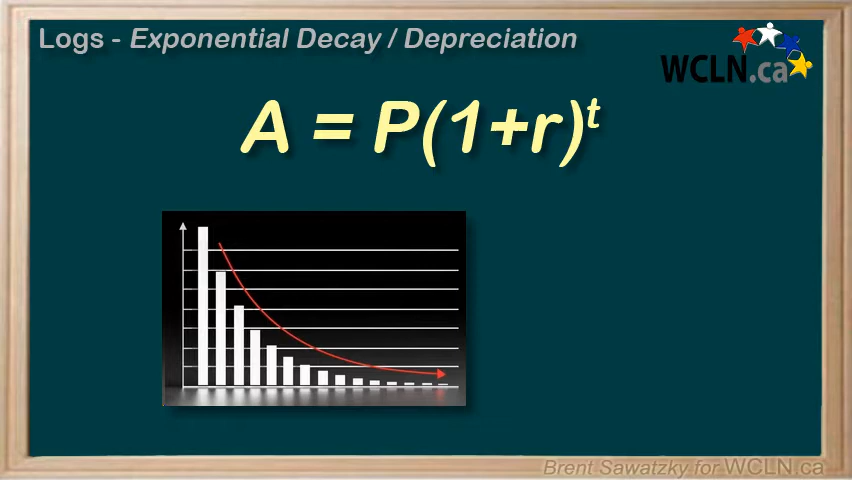 Logs - Exponential Decay / Depreciation
WCLN.ca
A = P(1+r)^t
Brent Sawatzky for WCLN.ca